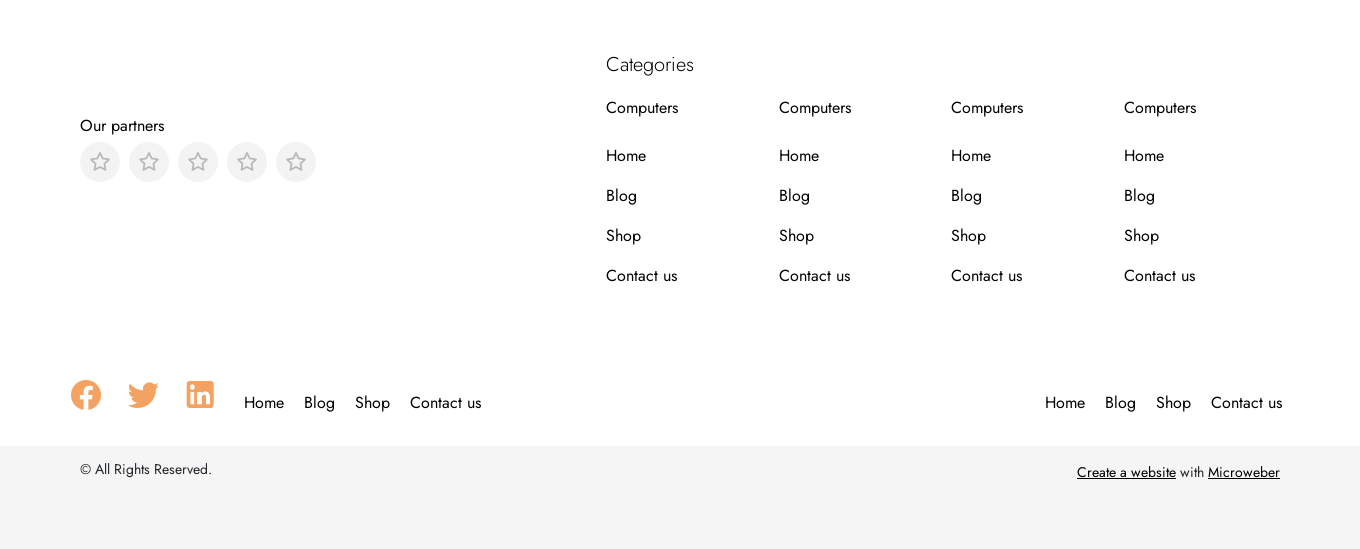 Our partners
Categories
Computers Computers Computers Computers
Home Home Home Home
Blog Blog Blog Blog
Shop Shop Shop Shop
Contact us Contact us Contact us Contact us
Home Blog Shop Contact us Home Blog Shop Contact us
© All Rights Reserved. Create a website with Microweber